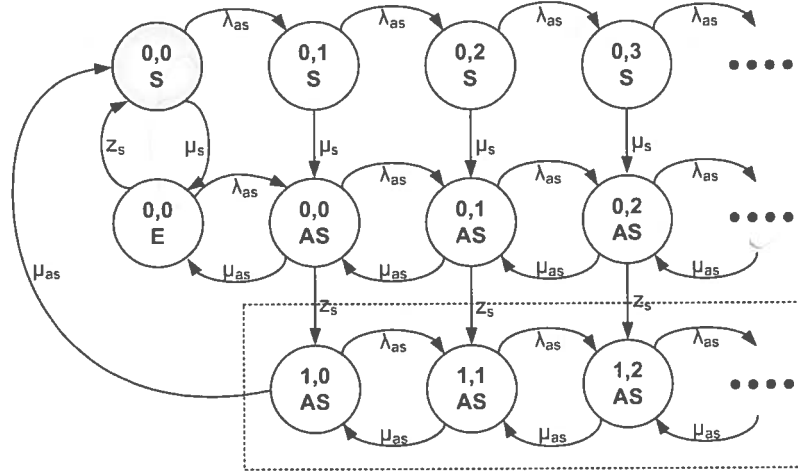 λas λas λas λas
0,0 S
0,1 S
0,2 S
0,3 S
zs μs μs μs μs
λas λas λas λas
0,0 E
0,0 AS
0,1 AS
0,2 AS
μas μas μas μas μas
zs zs zs
λas λas λas
1,0 AS
1,1 AS
1,2 AS
μas μas μas